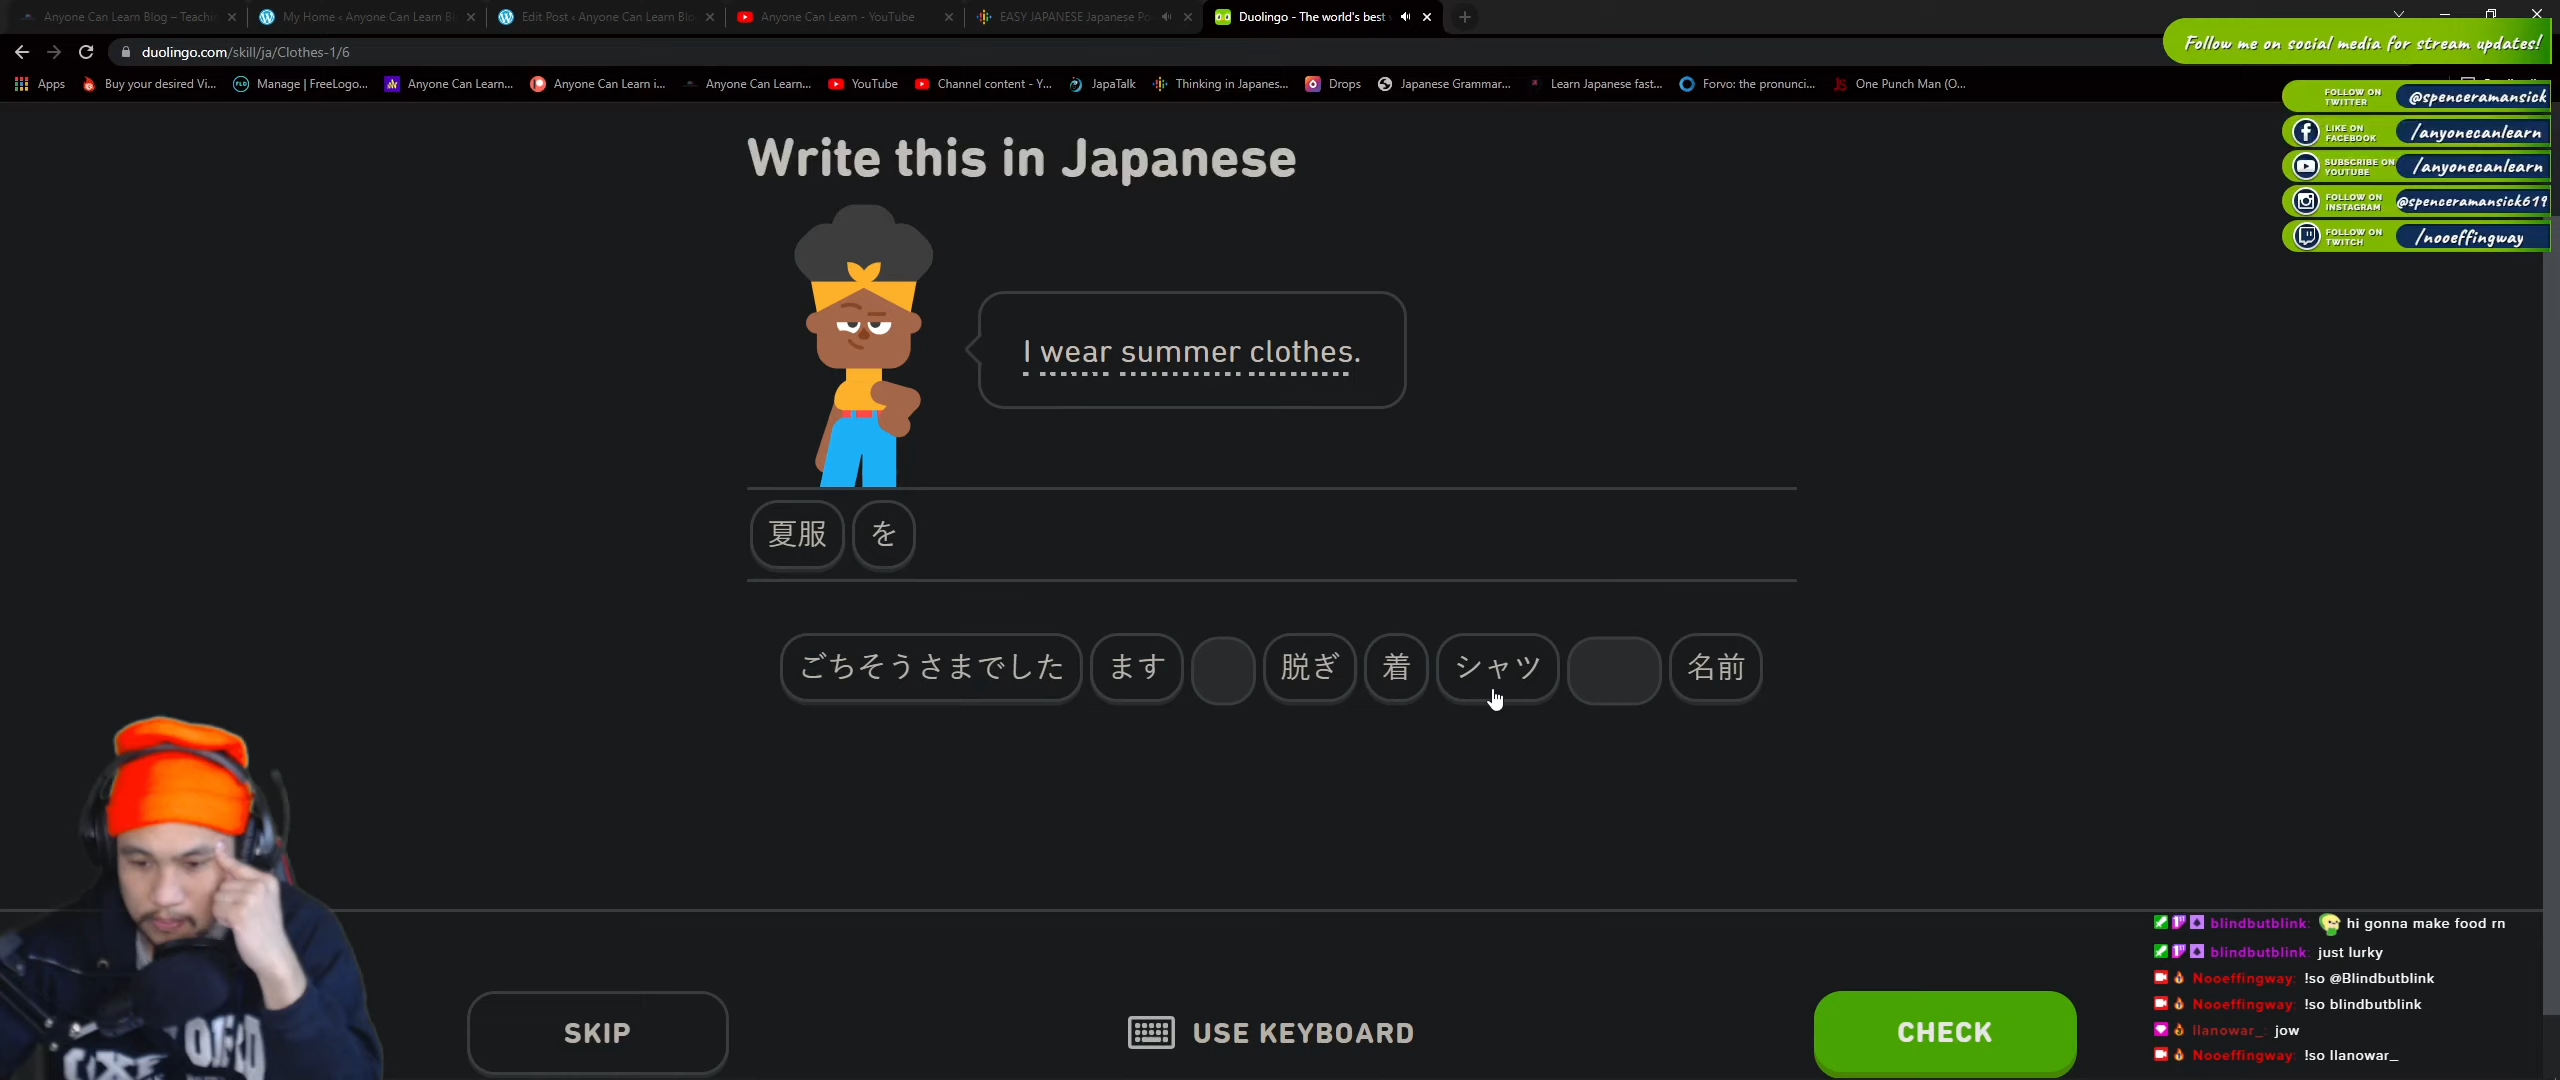 Anyone Can Learn Blog – Teachi
My Home ‹ Anyone Can Learn B
Edit Post ‹ Anyone Can Learn Blo
Anyone Can Learn - YouTube
EASY JAPANESE Japanese Po
Duolingo - The world's best
duolingo.com/skill/ja/Clothes-1/6
Follow me on social media for stream updates!
Apps
Buy your desired Vi...
Manage | FreeLogo...
Anyone Can Learn...
Anyone Can Learn i...
Anyone Can Learn...
YouTube
Channel content - Y...
JapaTalk
Thinking in Japanes...
Drops
Japanese Grammar...
Learn Japanese fast...
Forvo: the pronunci...
One Punch Man (O...
FOLLOW ON TWITTER @spenceramansick
LIKE ON FACEBOOK /anyonecanlearn
SUBSCRIBE ON YOUTUBE /anyonecanlearn
FOLLOW ON INSTAGRAM @spenceramansick619
FOLLOW ON TWITCH /nooeffingway
Write this in Japanese
I wear summer clothes.
夏服 を
ごちそうさまでした ます 脱ぎ 着 シャツ 名前
SKIP
USE KEYBOARD
CHECK
blindbutblink: hi gonna make food rn
blindbutblink: just lurky
Nooeffingway: !so @Blindbutblink
Nooeffingway: !so blindbutblink
llanowar_: jow
Nooeffingway: !so llanowar_